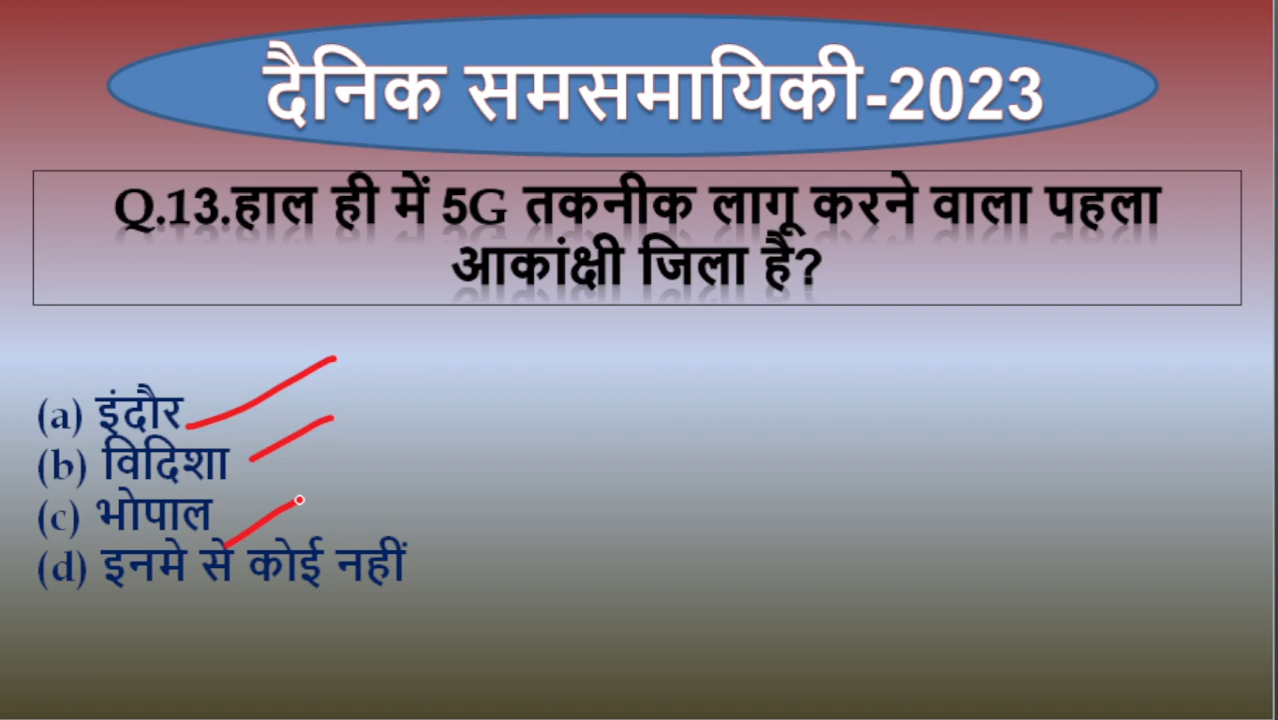 दैनिक समसमायिकी-2023
Q.13.हाल ही में 5G तकनीक लागू करने वाला पहला
आकांक्षी जिला है?
(a) इंदौर
(b) विदिशा
(c) भोपाल
(d) इनमे से कोई नहीं